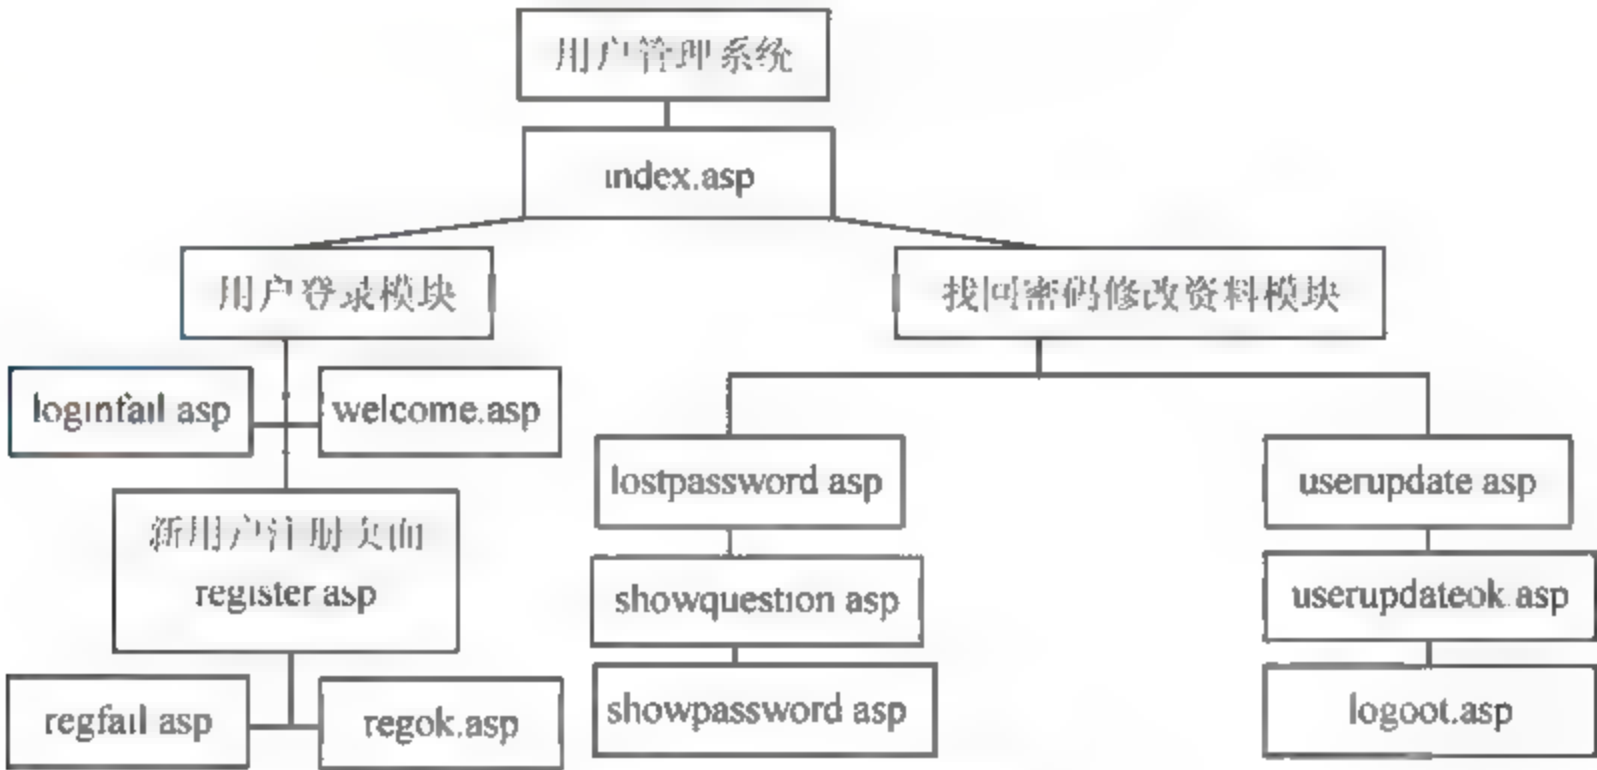 用户管理系统
index.asp
用户登录模块
找回密码修改资料模块
loginfail asp
welcome.asp
lostpassword asp
userupdate asp
新用户注册页面
register asp
showquestion asp
userupdateok asp
regfail asp
regok.asp
showpassword asp
logoot.asp